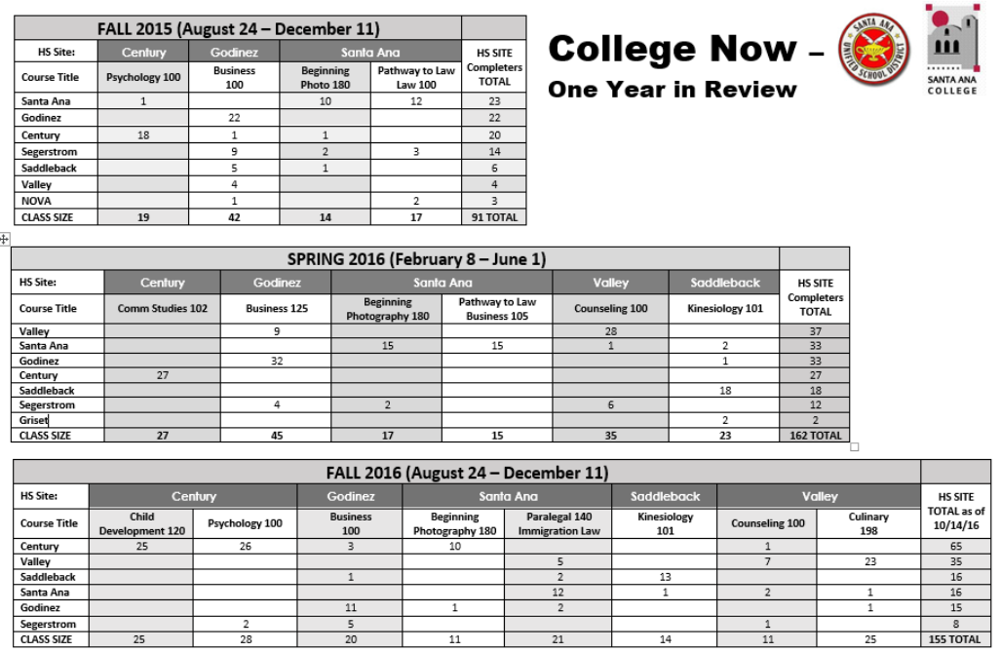 College Now –
One Year in Review
SANTA ANA
UNIFIED SCHOOL DISTRICT
SANTA ANA
COLLEGE
FALL 2015 (August 24 – December 11)
HS Site: Century Godinez Santa Ana HS SITE Completers TOTAL
Course Title Psychology 100 Business 100 Beginning Photo 180 Pathway to Law Law 100
Santa Ana 1 10 12 23
Godinez 22 22
Century 18 1 1 20
Segerstrom 9 2 3 14
Saddleback 5 1 6
Valley 4 4
NOVA 1 2 3
CLASS SIZE 19 42 14 17 91 TOTAL
SPRING 2016 (February 8 – June 1)
HS Site: Century Godinez Santa Ana Valley Saddleback HS SITE Completers TOTAL
Course Title Comm Studies 102 Business 125 Beginning Photography 180 Pathway to Law Business 105 Counseling 100 Kinesiology 101
Valley 9 28 37
Santa Ana 15 15 1 2 33
Godinez 32 1 33
Century 27 27
Saddleback 18 18
Segerstrom 4 2 6 12
Griset 2 2
CLASS SIZE 27 45 17 15 35 23 162 TOTAL
FALL 2016 (August 24 – December 11)
HS Site: Century Godinez Santa Ana Saddleback Valley HS SITE TOTAL as of 10/14/16
Course Title Child Development 120 Psychology 100 Business 100 Beginning Photography 180 Paralegal 140 Immigration Law Kinesiology 101 Counseling 100 Culinary 198
Century 25 26 3 10 1 65
Valley 5 7 23 35
Saddleback 1 2 13 16
Santa Ana 12 1 2 1 16
Godinez 11 1 2 1 15
Segerstrom 2 5 1 8
CLASS SIZE 25 28 20 11 21 14 11 25 155 TOTAL